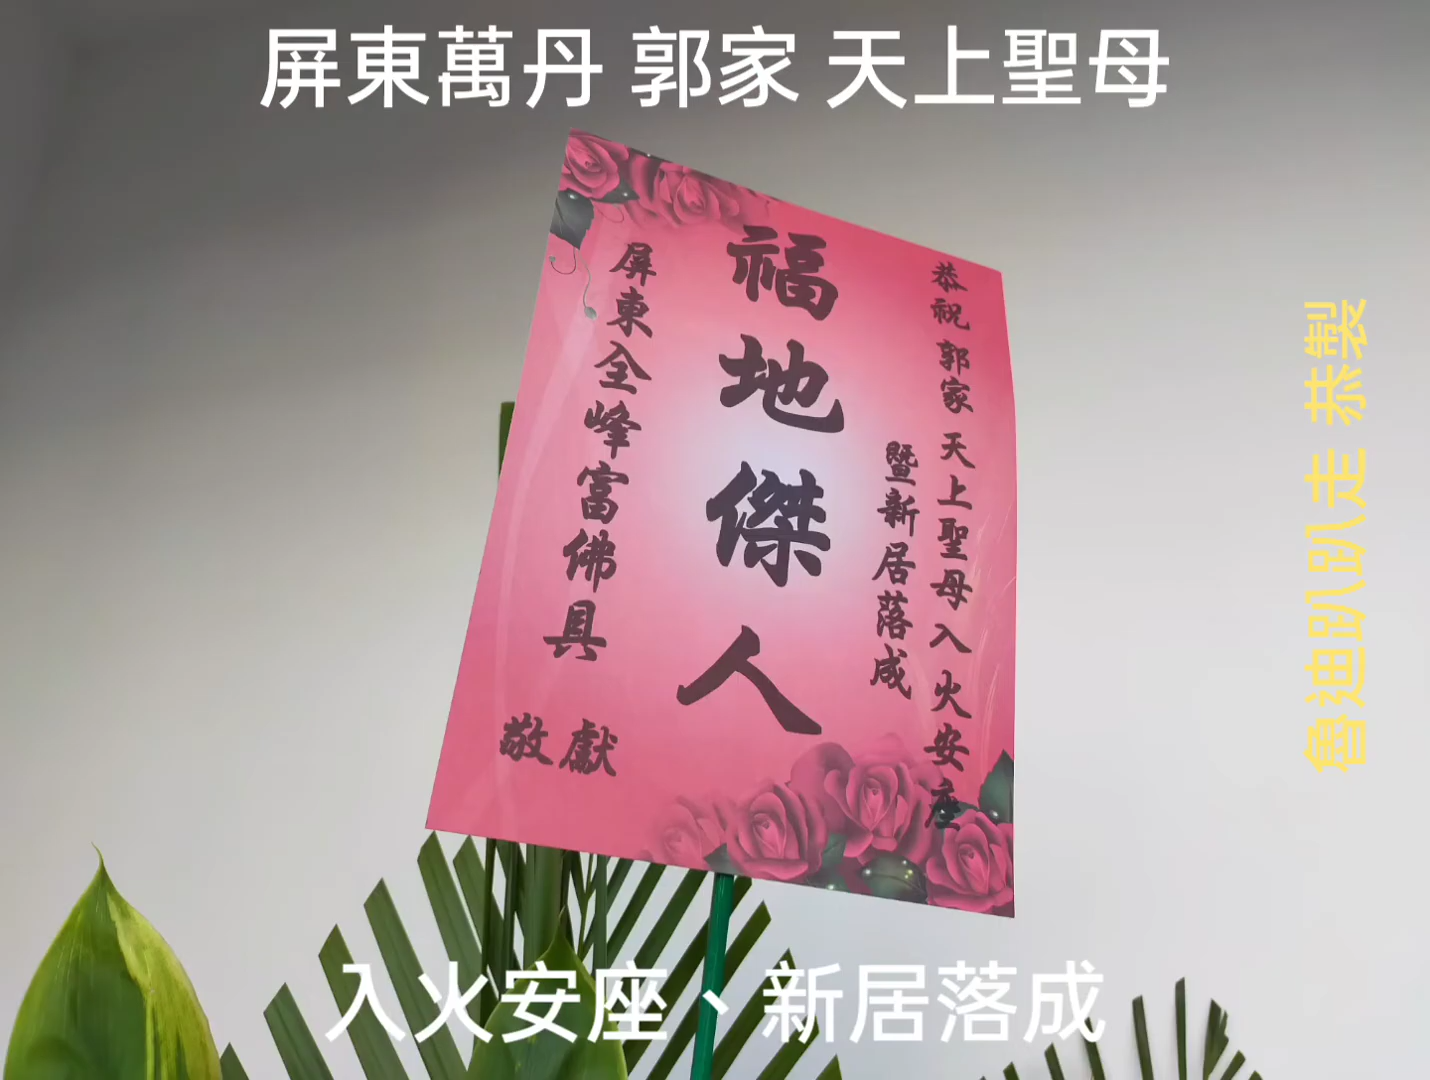 屏東萬丹 郭家 天上聖母
恭祝 郭家 天上聖母入火安座
暨新居落成
福地傑人
屏東全峰富佛具
敬獻
魯迪趴趴走 恭製
入火安座、新居落成